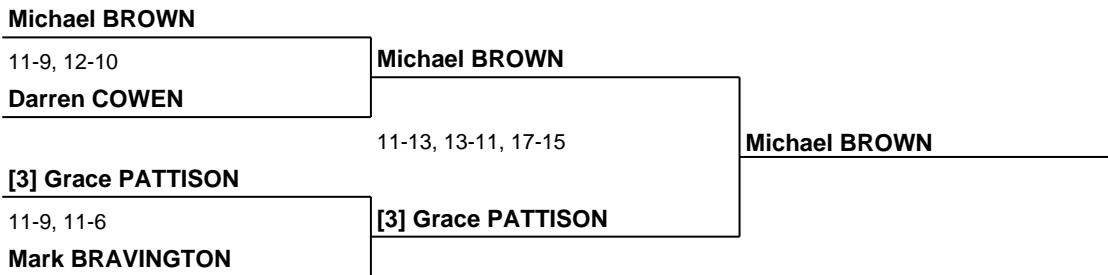 Michael BROWN
11-9, 12-10
Michael BROWN
Darren COWEN
11-13, 13-11, 17-15
Michael BROWN
[3] Grace PATTISON
11-9, 11-6
[3] Grace PATTISON
Mark BRAVINGTON